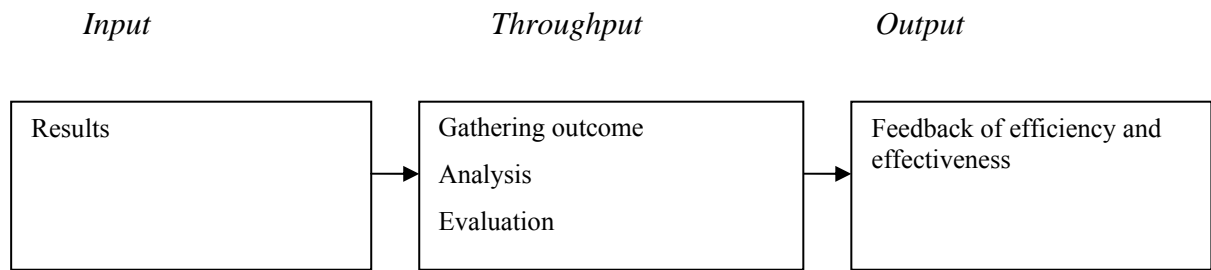 Input Throughput Output
Results
Gathering outcome
Analysis
Evaluation
Feedback of efficiency and
effectiveness